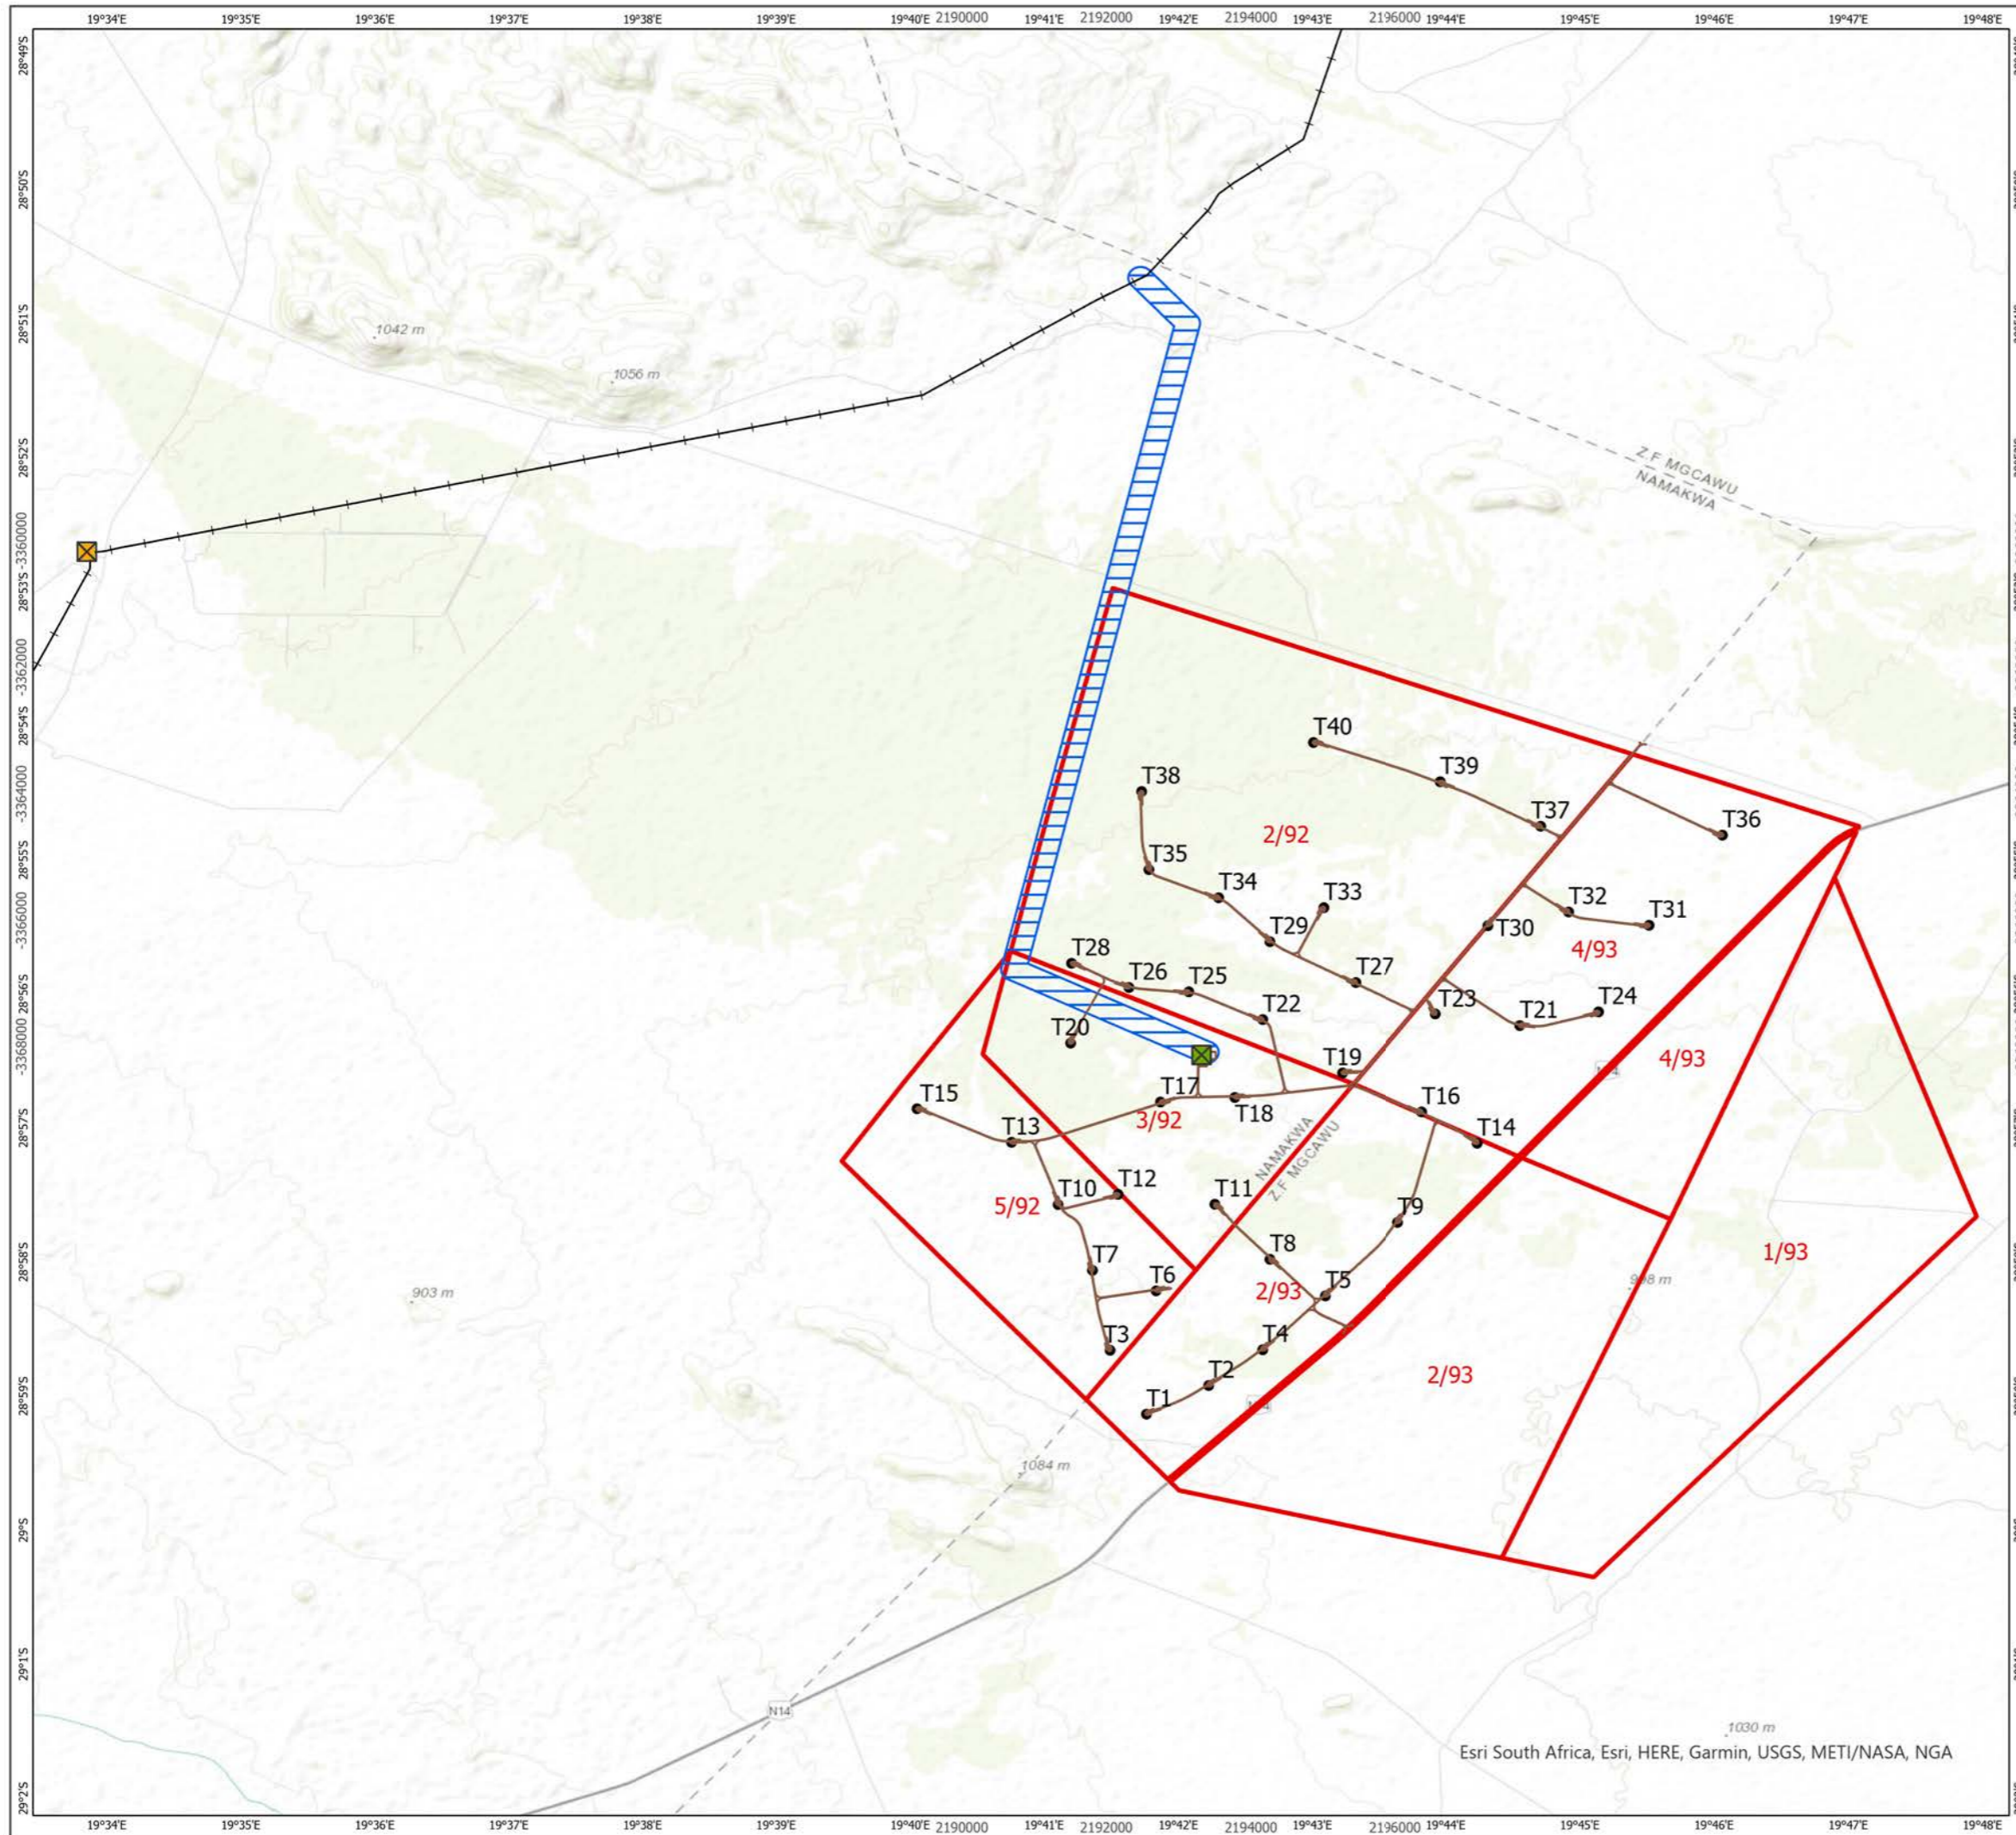 19°34'E 19°35'E 19°36'E 19°37'E 19°38'E 19°39'E 19°40'E 2190000 19°41'E 2192000 19°42'E 2194000 19°43'E 2196000 19°44'E 19°45'E 19°46'E 19°47'E 19°48'E
28°49'S
28°50'S
28°51'S
1042 m
1056 m
28°52'S
Z.F MGCAWU
NAMAKWA
-3360000
28°53'S
-3362000
28°54'S
T40
T39
T38
-3364000
T37
T36
2/92
28°55'S
T35
T34
T33
T32
T31
-3366000
T29
T30
4/93
T28
T27
T26
T25
28°56'S
T22
T23
T21
T24
T20
-3368000
T19
4/93
T15
T17
T18
T16
28°57'S
3/92
T13
T14
NAMAKWA
Z.F MGCAWU
T10
T12
T11
5/92
T9
28°58'S
T7
T8
1/93
T6
T5
2/93
903 m
T3
T4
T2
2/93
28°59'S
T1
1084 m
29°S
29°1'S
N14
1030 m
Esri South Africa, Esri, HERE, Garmin, USGS, METI/NASA, NGA
29°2'S
19°34'E 19°35'E 19°36'E 19°37'E 19°38'E 19°39'E 19°40'E 2190000 19°41'E 2192000 19°42'E 2194000 19°43'E 2196000 19°44'E 19°45'E 19°46'E 19°47'E 19°48'E